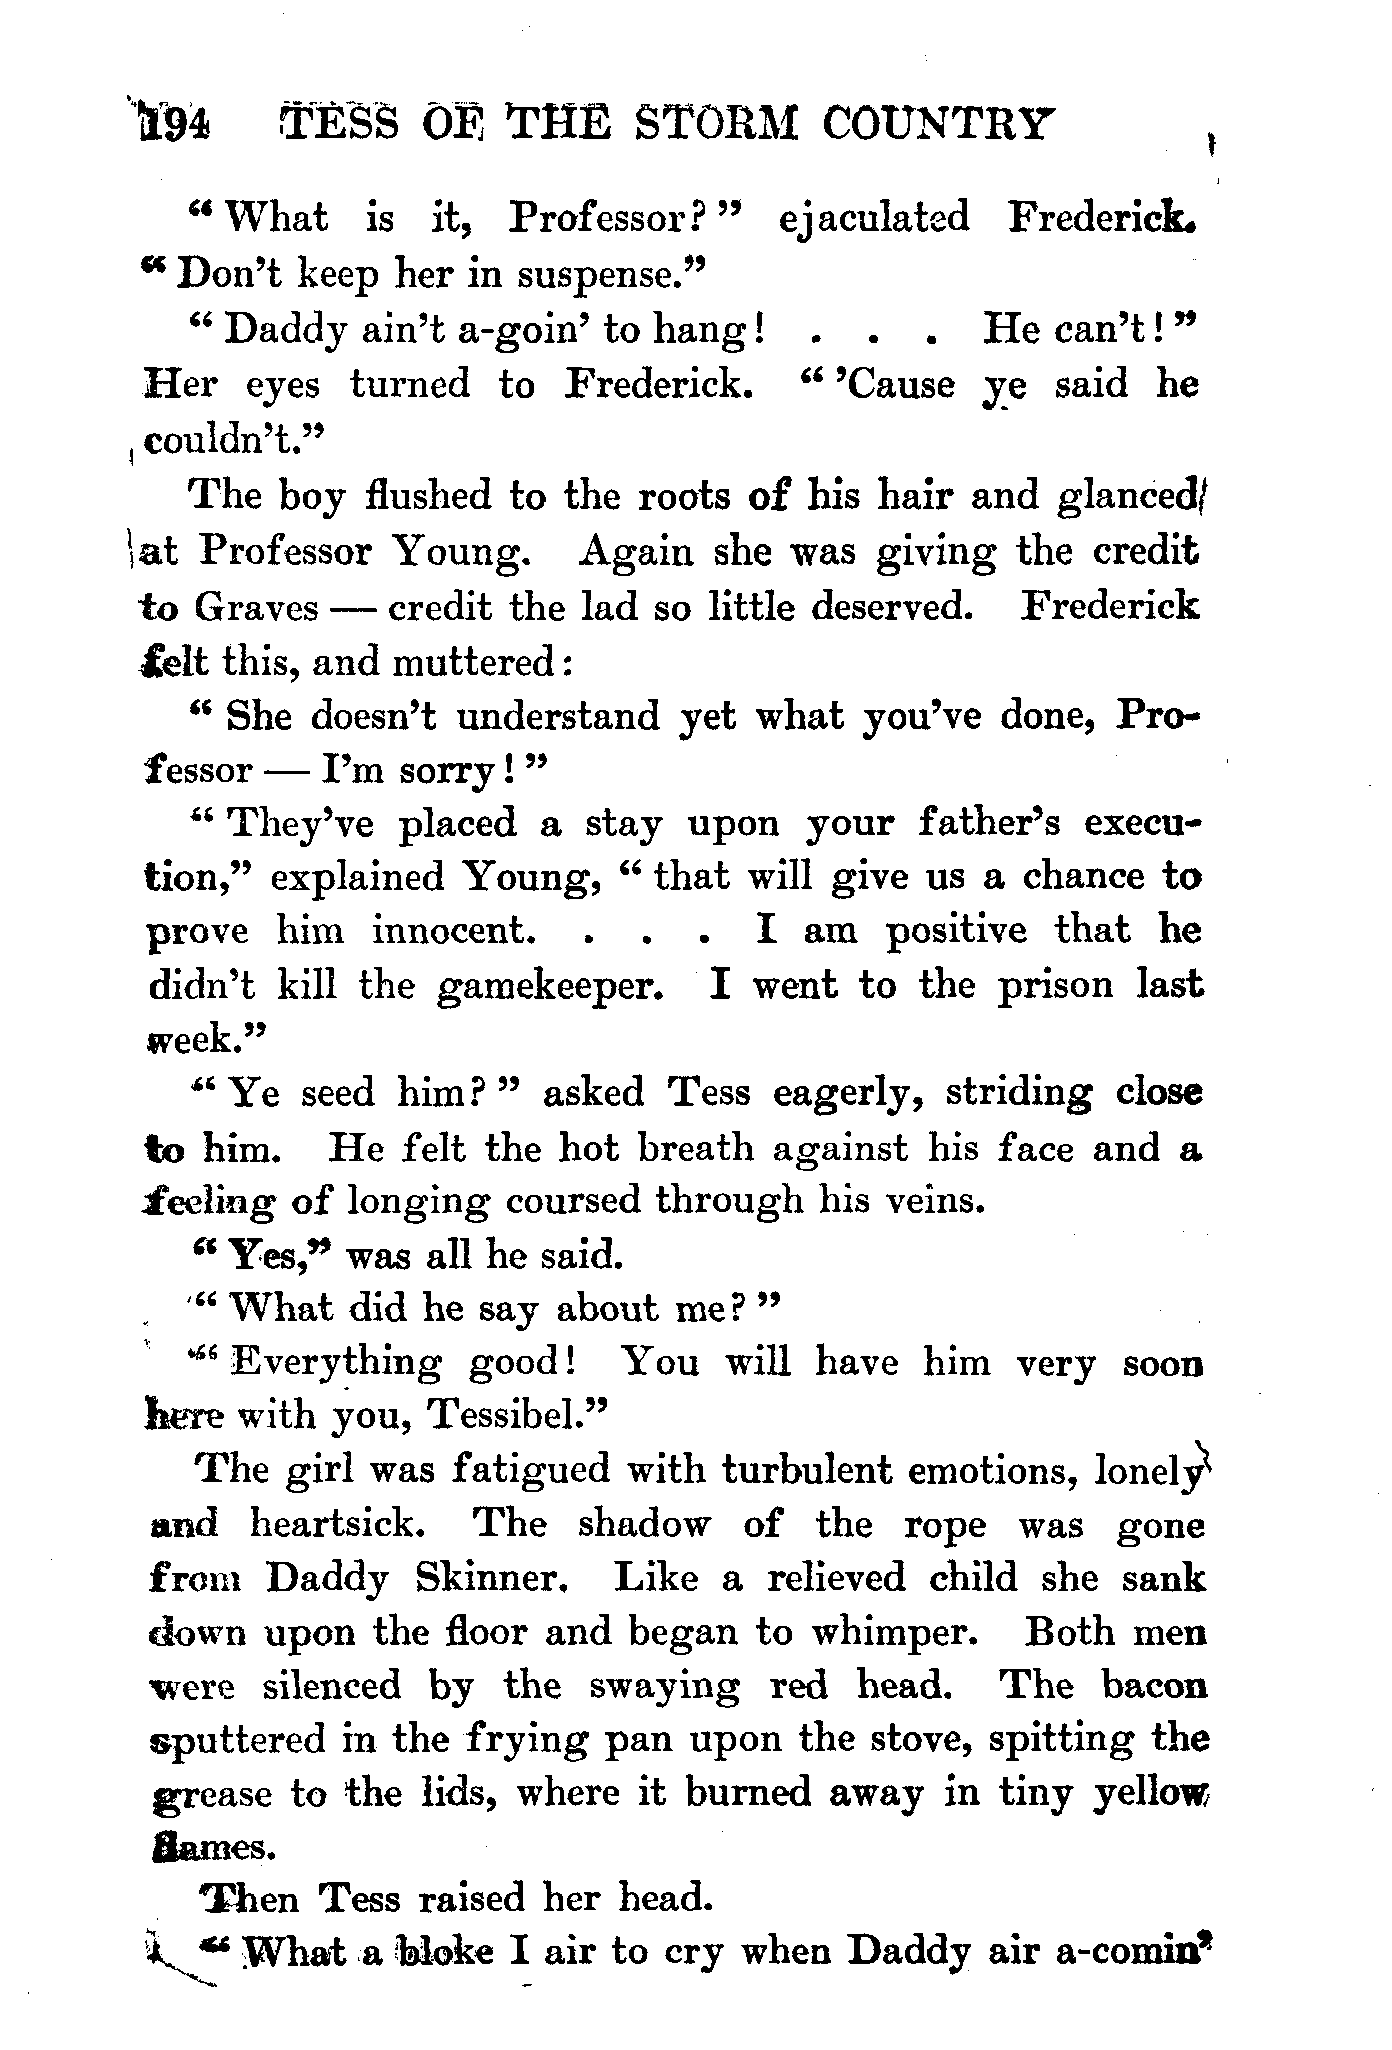 194 TESS OF THE STORM COUNTRY
“ What is it, Professor? ” ejaculated Frederick.
“ Don’t keep her in suspense.”
“ Daddy ain’t a-goin’ to hang! . . . He can’t! ”
Her eyes turned to Frederick. “ ’Cause ye said he
couldn’t.”
The boy flushed to the roots of his hair and glanced
at Professor Young. Again she was giving the credit
to Graves — credit the lad so little deserved. Frederick
felt this, and muttered:
“ She doesn’t understand yet what you’ve done, Pro-
fessor — I’m sorry! ”
“ They’ve placed a stay upon your father’s execu-
tion,” explained Young, “ that will give us a chance to
prove him innocent. . . . I am positive that he
didn’t kill the gamekeeper. I went to the prison last
week.”
“ Ye seed him? ” asked Tess eagerly, striding close
to him. He felt the hot breath against his face and a
feeling of longing coursed through his veins.
“ Yes,” was all he said.
“ What did he say about me? ”
“ Everything good! You will have him very soon
here with you, Tessibel.”
The girl was fatigued with turbulent emotions, lonely
and heartsick. The shadow of the rope was gone
from Daddy Skinner. Like a relieved child she sank
down upon the floor and began to whimper. Both men
were silenced by the swaying red head. The bacon
sputtered in the frying pan upon the stove, spitting the
grease to the lids, where it burned away in tiny yellow
flames.
Then Tess raised her head.
“ What a bloke I air to cry when Daddy air a-comin’